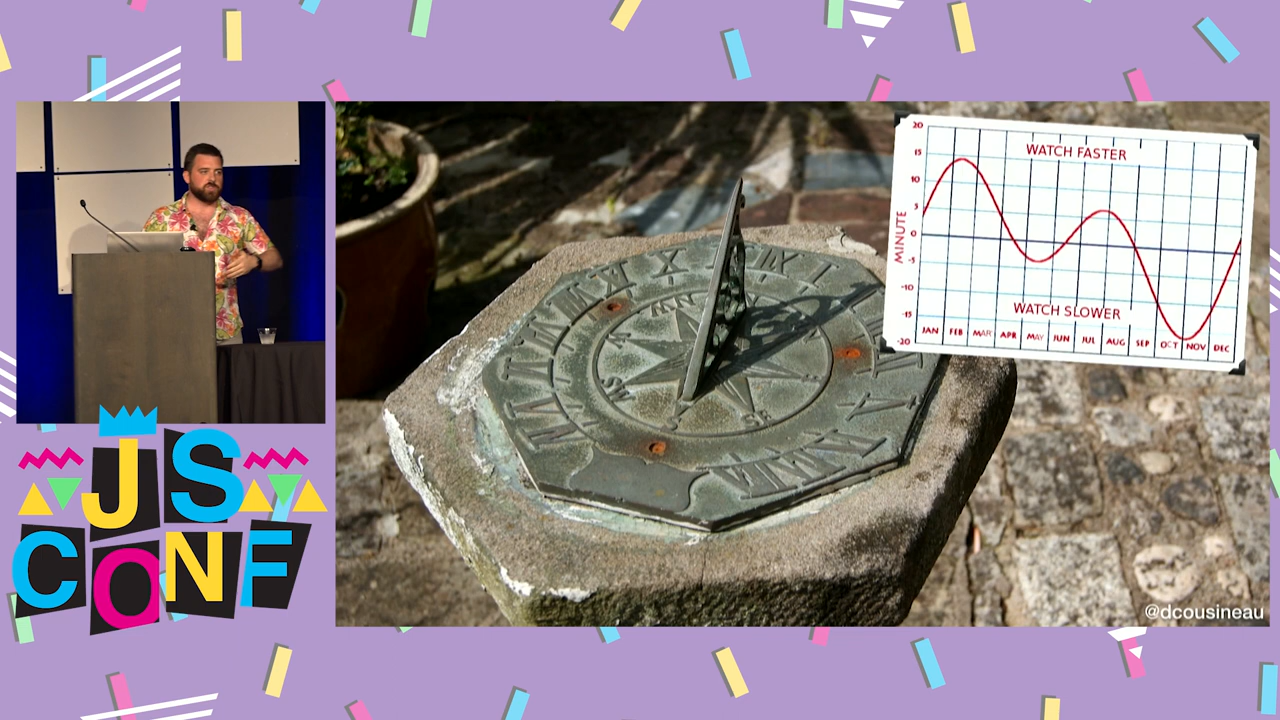 JS
CONF
20
15
10
5
0
-5
-10
-15
-20
MINUTE
WATCH FASTER
WATCH SLOWER
JAN FEB MAR APR MAY JUN JUL AUG SEP OCT NOV DEC
@dcousineau